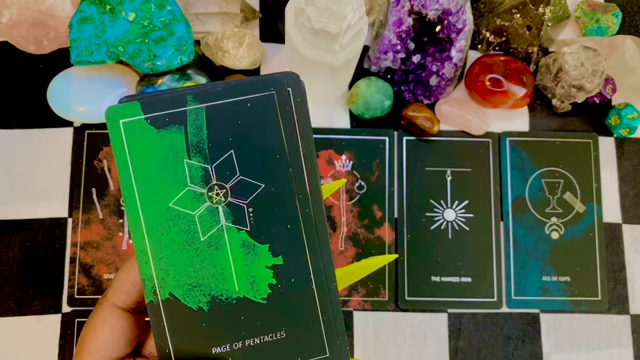 PAGE OF PENTACLES
THE HANGED MAN
ACE OF CUPS